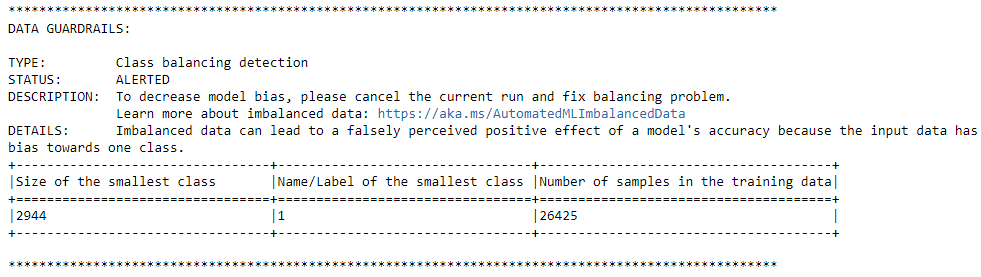 ****************************************************************************************************
DATA GUARDRAILS:

TYPE:         Class balancing detection
STATUS:       ALERTED
DESCRIPTION:  To decrease model bias, please cancel the current run and fix balancing problem.
              Learn more about imbalanced data: https://aka.ms/AutomatedMLImbalancedData
DETAILS:      Imbalanced data can lead to a falsely perceived positive effect of a model's accuracy because the input data has
bias towards one class.
+---------------------------------+---------------------------------+--------------------------------------+
|Size of the smallest class       |Name/Label of the smallest class |Number of samples in the training data|
+=================================+=================================+======================================+
|2944                             |1                                |26425                                 |
+---------------------------------+---------------------------------+--------------------------------------+

****************************************************************************************************